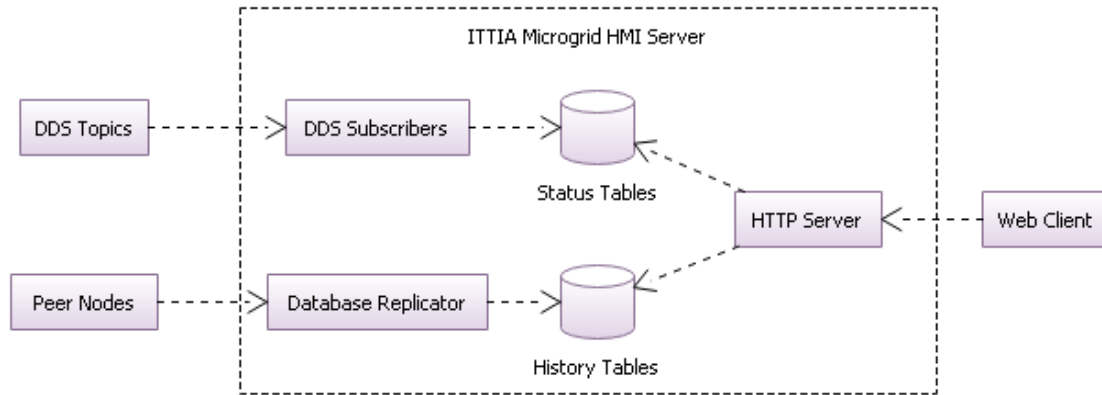 ITTIA Microgrid HMI Server
DDS Topics
DDS Subscribers
Status Tables
HTTP Server
Web Client
Peer Nodes
Database Replicator
History Tables